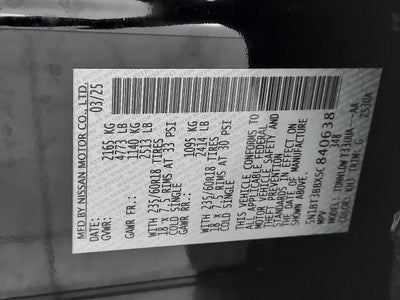 MFD BY NISSAN MOTOR CO., LTD.
DATE: 03/25
GVWR: 2165 KG
4773 LB
GAWR FR.: 1140 KG
2513 LB
WITH 235/60R18 TIRES
18 x 7.5 RIMS AT 33 PSI
COLD SINGLE
GAWR RR.: 1095 KG
2414 LB
WITH 235/60R18 TIRES
18 x 7.5 RIMS AT 30 PSI
COLD SINGLE
THIS VEHICLE CONFORMS TO
ALL APPLICABLE FEDERAL
MOTOR VEHICLE SAFETY AND
THEFT PREVENTION
STANDARDS IN EFFECT ON
THE DATE OF MANUFACTURE
SHOWN ABOVE.
5N1BT3BBXSC840638
MPV 348
TRIM: G